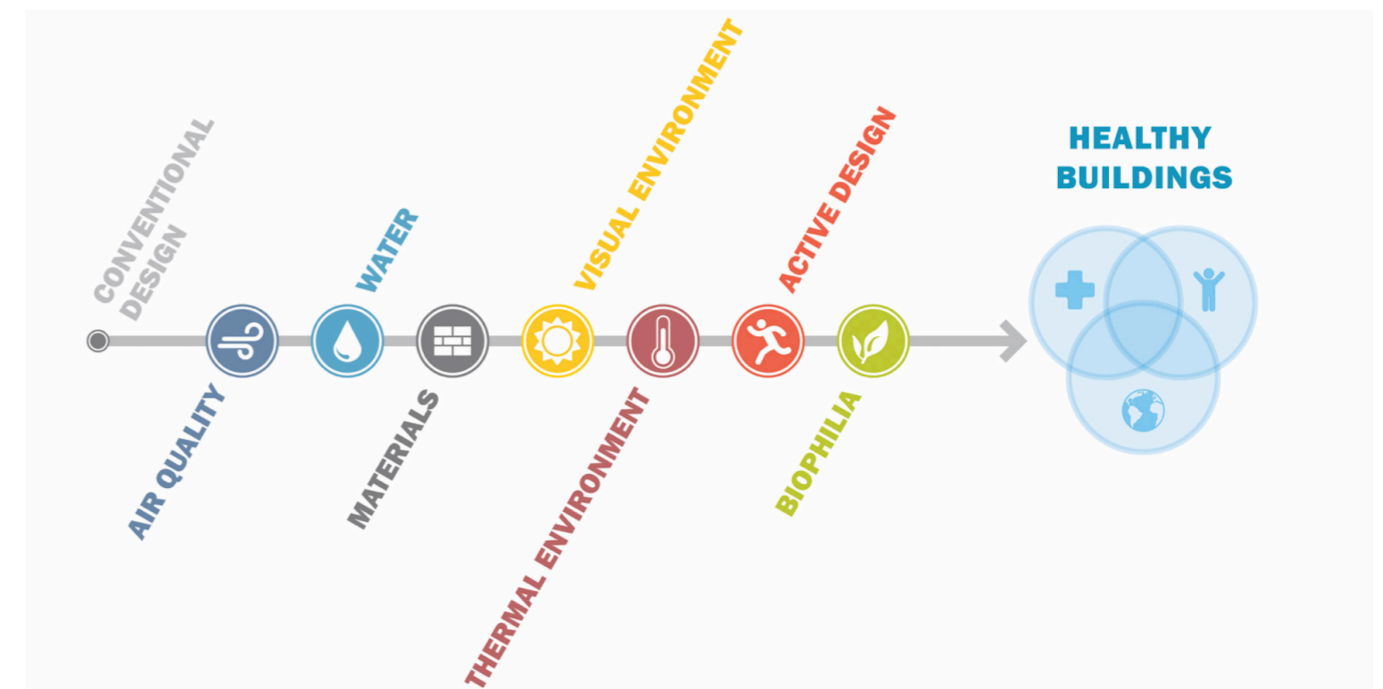 CONVENTIONAL
DESIGN
AIR QUALITY
WATER
MATERIALS
VISUAL ENVIRONMENT
THERMAL ENVIRONMENT
ACTIVE DESIGN
BIOPHILIA
HEALTHY
BUILDINGS